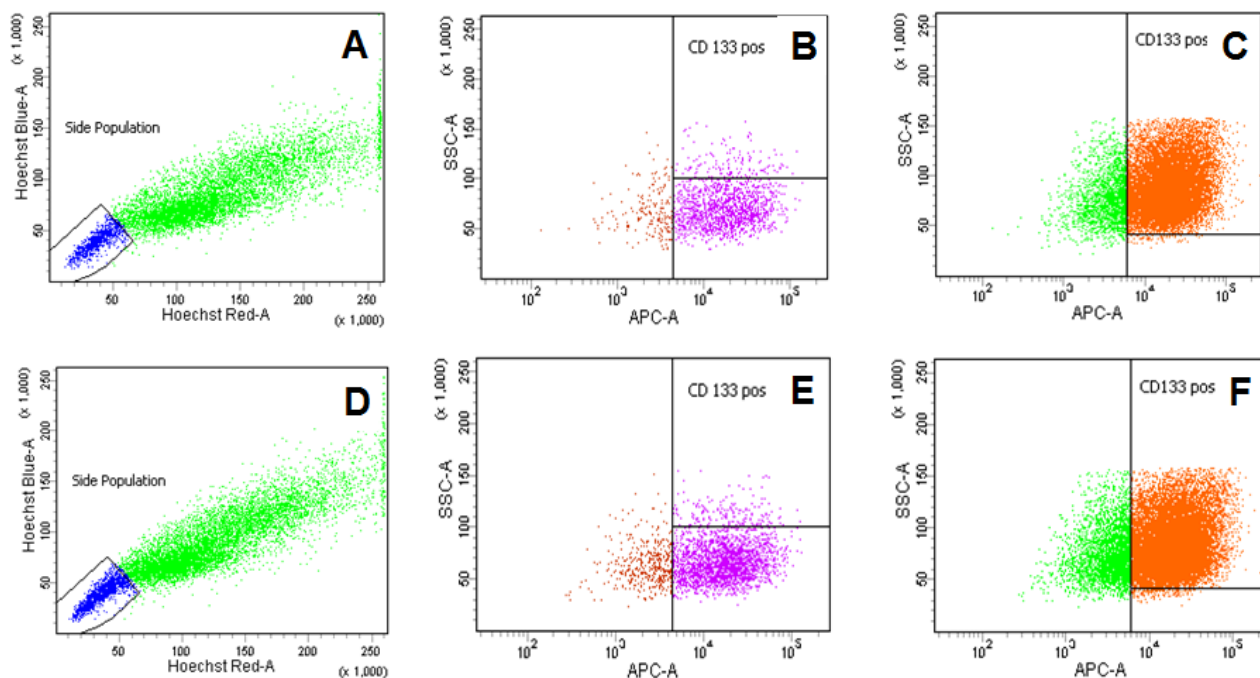 A
(x 1,000)
Hoechst Blue-A
250
200
150
100
50
Side Population
50 100 150 200 250
Hoechst Red-A
(x 1,000)
B
(x 1,000)
SSC-A
250
200
150
100
50
CD 133 pos
10² 10³ 10⁴ 10⁵
APC-A
C
(x 1,000)
SSC-A
250
200
150
100
50
CD133 pos
10² 10³ 10⁴ 10⁵
APC-A
D
(x 1,000)
Hoechst Blue-A
250
200
150
100
50
Side Population
50 100 150 200 250
Hoechst Red-A
(x 1,000)
E
(x 1,000)
SSC-A
250
200
150
100
50
CD 133 pos
10² 10³ 10⁴ 10⁵
APC-A
F
(x 1,000)
SSC-A
250
200
150
100
50
CD133 pos
10² 10³ 10⁴ 10⁵
APC-A